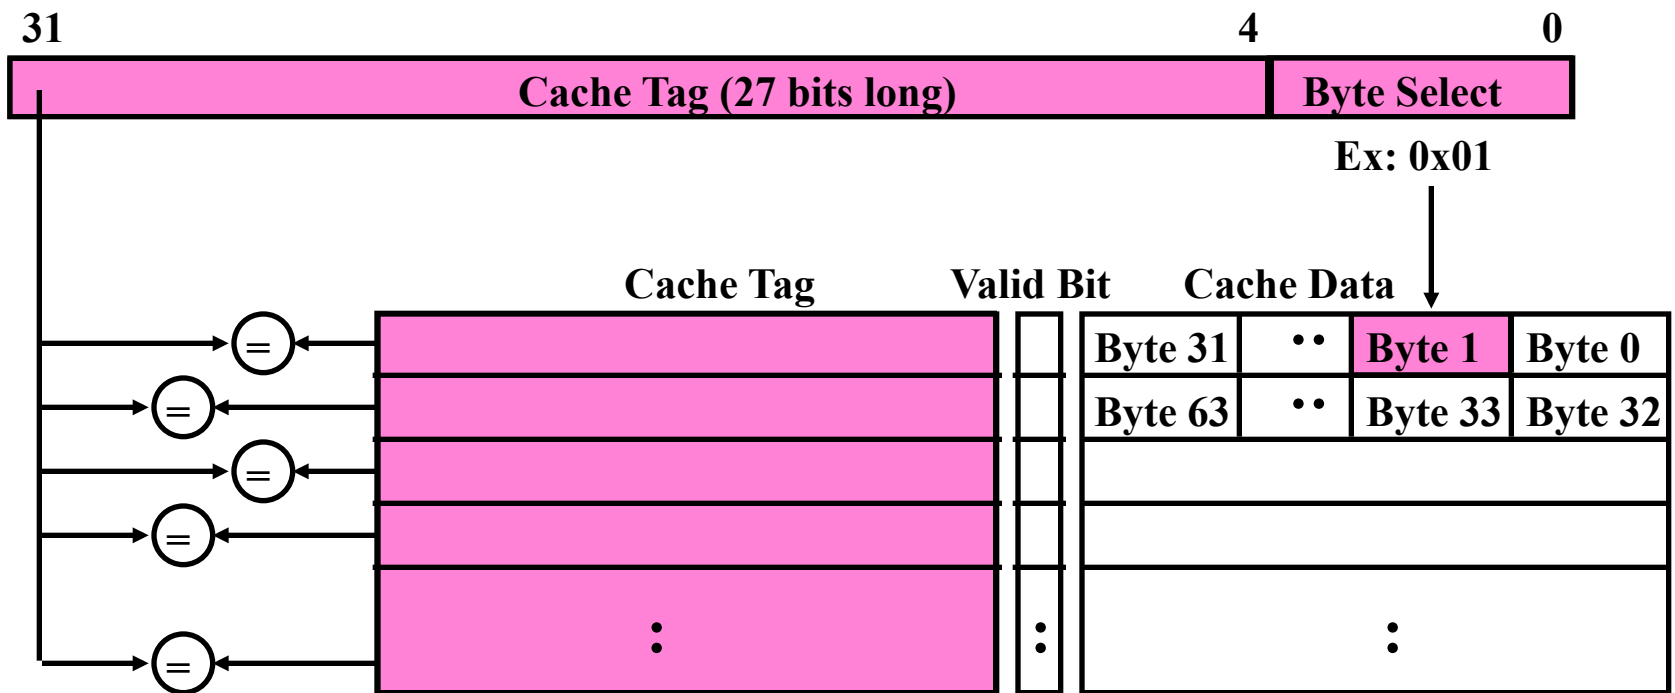 31 4 0
Cache Tag (27 bits long) Byte Select
Ex: 0x01
Cache Tag Valid Bit Cache Data
= Byte 31 ·· Byte 1 Byte 0
= Byte 63 ·· Byte 33 Byte 32
=
=
: : :
=